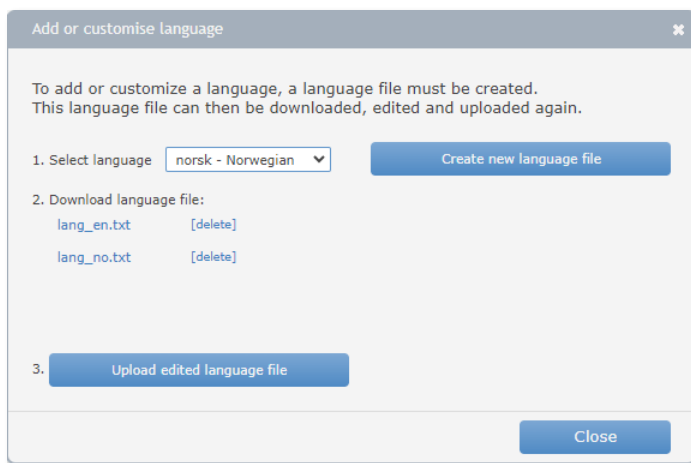 Add or customise language
To add or customize a language, a language file must be created.
This language file can then be downloaded, edited and uploaded again.
1. Select language norsk - Norwegian Create new language file
2. Download language file:
lang_en.txt [delete]
lang_no.txt [delete]
3. Upload edited language file
Close